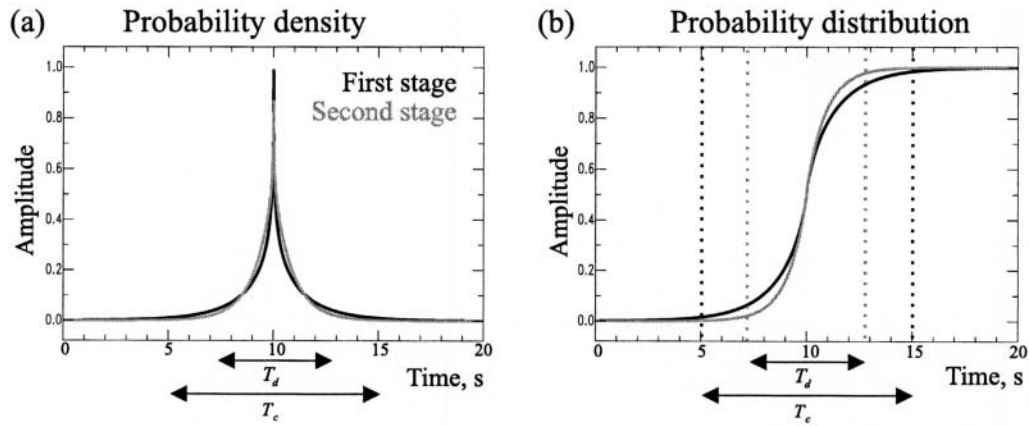 (a) Probability density
First stage
Second stage
Amplitude
1.0
0.8
0.6
0.4
0.2
0.0
0 5 10 15 20
T_d
Time, s
T_c
(b) Probability distribution
Amplitude
1.0
0.8
0.6
0.4
0.2
0.0
0 5 10 15 20
T_d
Time, s
T_c